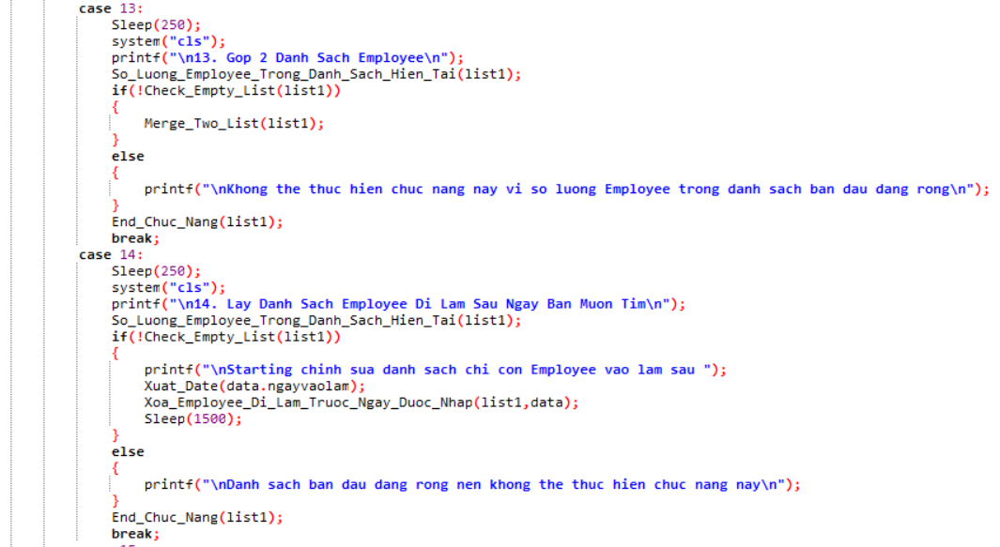 case 13:
Sleep(250);
system("cls");
printf("\n13. Gop 2 Danh Sach Employee\n");
So_Luong_Employee_Trong_Danh_Sach_Hien_Tai(list1);
if(!Check_Empty_List(list1))
{
Merge_Two_List(list1);
}
else
{
printf("\nKhong the thuc hien chuc nang nay vi so luong Employee trong danh sach ban dau dang rong\n");
}
End_Chuc_Nang(list1);
break;
case 14:
Sleep(250);
system("cls");
printf("\n14. Lay Danh Sach Employee Di Lam Sau Ngay Ban Muon Tim\n");
So_Luong_Employee_Trong_Danh_Sach_Hien_Tai(list1);
if(!Check_Empty_List(list1))
{
printf("\nStarting chinh sua danh sach chi con Employee vao lam sau ");
Xuat_Date(data.ngayvaolam);
Xoa_Employee_Di_Lam_Truoc_Ngay_Duoc_Nhap(list1,data);
Sleep(1500);
}
else
{
printf("\nDanh sach ban dau dang rong nen khong the thuc hien chuc nang nay\n");
}
End_Chuc_Nang(list1);
break;